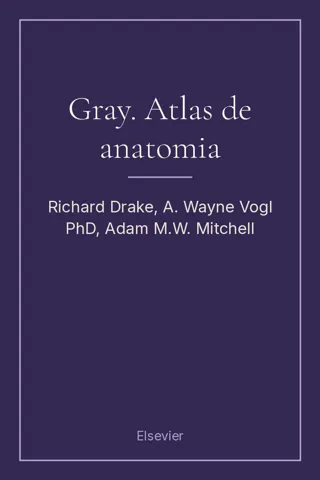 Gray. Atlas de
anatomia
Richard Drake, A. Wayne Vogl
PhD, Adam M.W. Mitchell
Elsevier